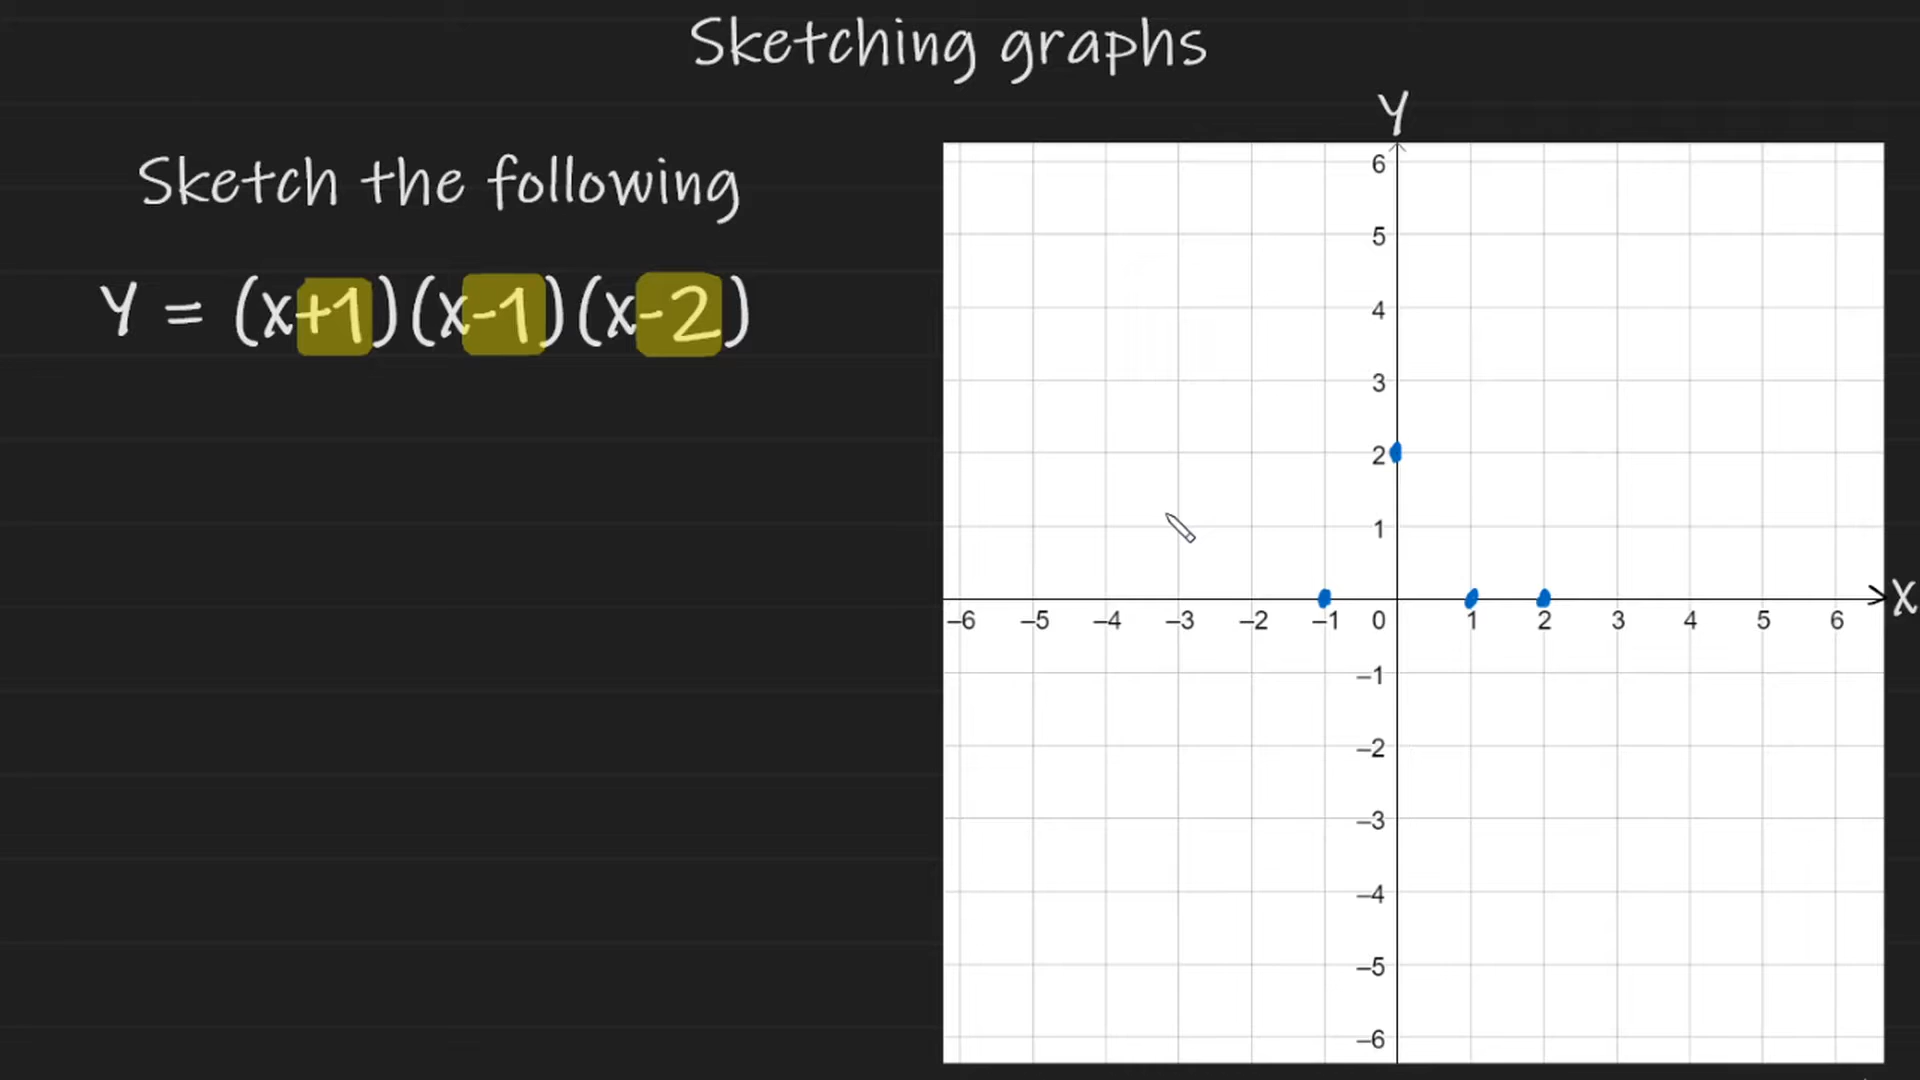 Sketching graphs
Sketch the following
Y = (x+1)(x-1)(x-2)
Y
6
5
4
3
2
1
–6 –5 –4 –3 –2 –1 0 1 2 3 4 5 6
X
–1
–2
–3
–4
–5
–6